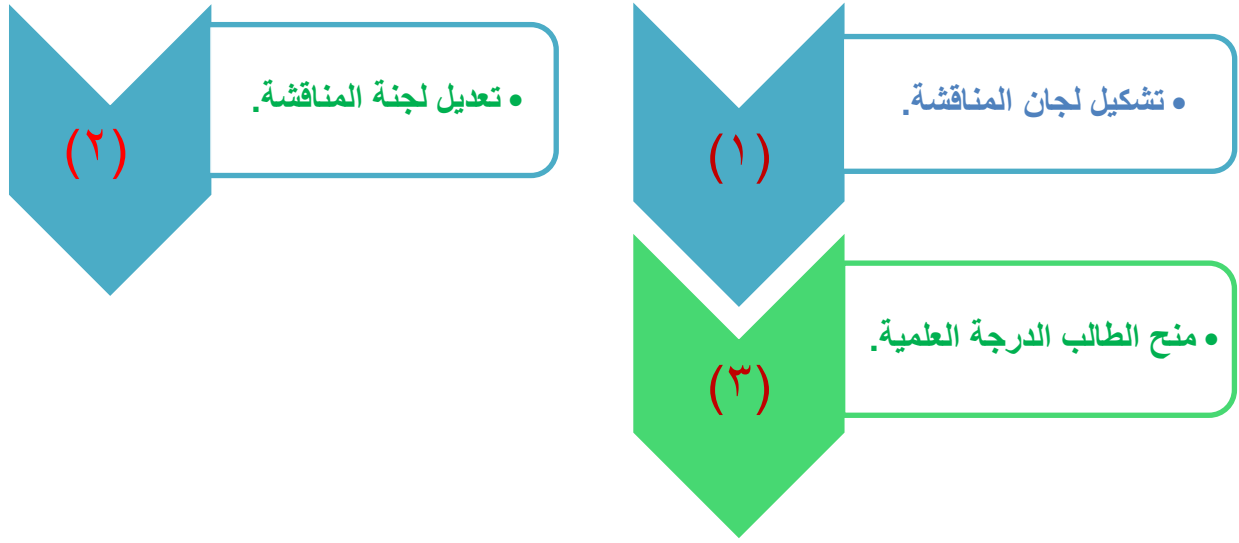 • تشكيل لجان المناقشة.
(١)
• تعديل لجنة المناقشة.
(٢)
• منح الطالب الدرجة العلمية.
(٣)